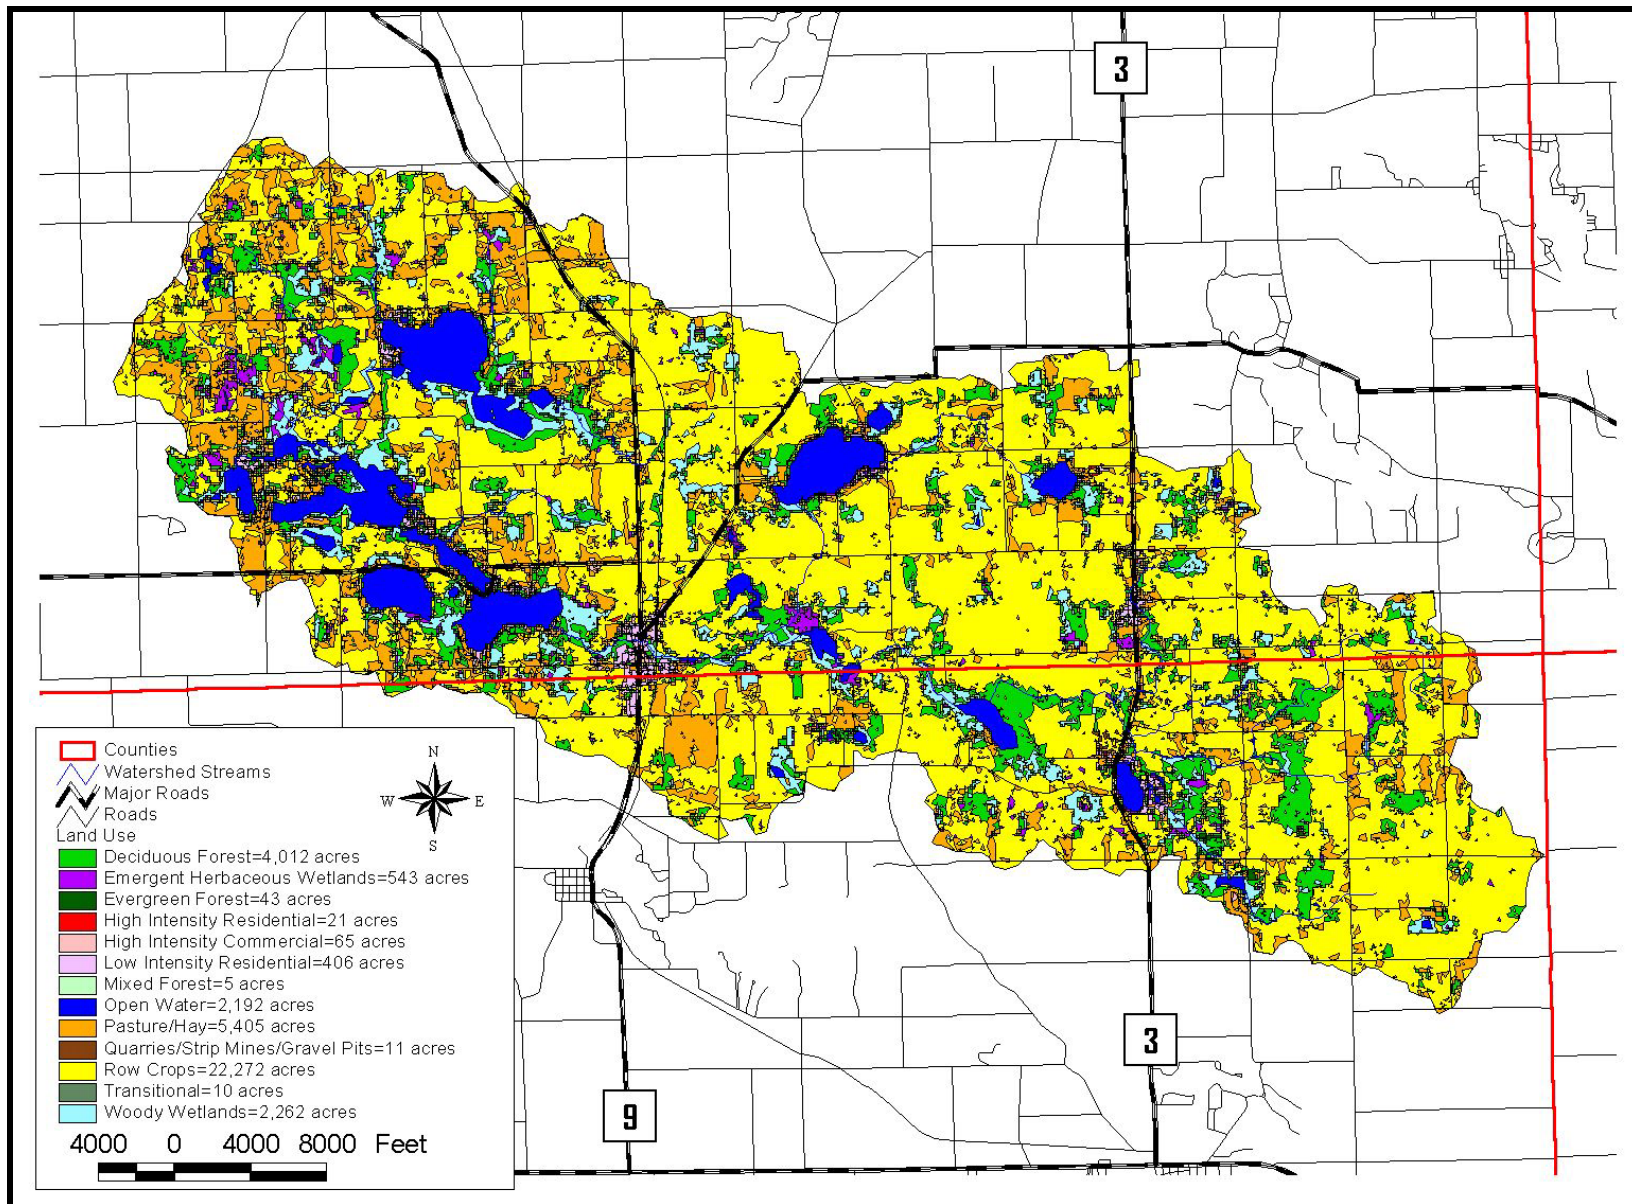 3
Counties
Watershed Streams
Major Roads
Roads
Land Use
Deciduous Forest=4,012 acres
Emergent Herbaceous Wetlands=543 acres
Evergreen Forest=43 acres
High Intensity Residential=21 acres
High Intensity Commercial=65 acres
Low Intensity Residential=406 acres
Mixed Forest=5 acres
Open Water=2,192 acres
Pasture/Hay=5,405 acres
Quarries/Strip Mines/Gravel Pits=11 acres
Row Crops=22,272 acres
Transitional=10 acres
Woody Wetlands=2,262 acres
N
W E
S
4000 0 4000 8000 Feet
3
9